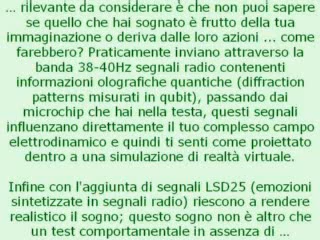 ... rilevante da considerare è che non puoi sapere
se quello che hai sognato è frutto della tua
immaginazione o deriva dalle loro azioni ... come
farebbero? Praticamente inviano attraverso la
banda 38-40Hz segnali radio contenenti
informazioni olografiche quantiche (diffraction
patterns misurati in qubit), passando dai
microchip che hai nella testa, questi segnali
influenzano direttamente il tuo complesso campo
elettrodinamico e quindi ti senti come proiettato
dentro a una simulazione di realtà virtuale.
Infine con l'aggiunta di segnali LSD25 (emozioni
sintetizzate in segnali radio) riescono a rendere
realistico il sogno; questo sogno non è altro che
un test comportamentale in assenza di ...